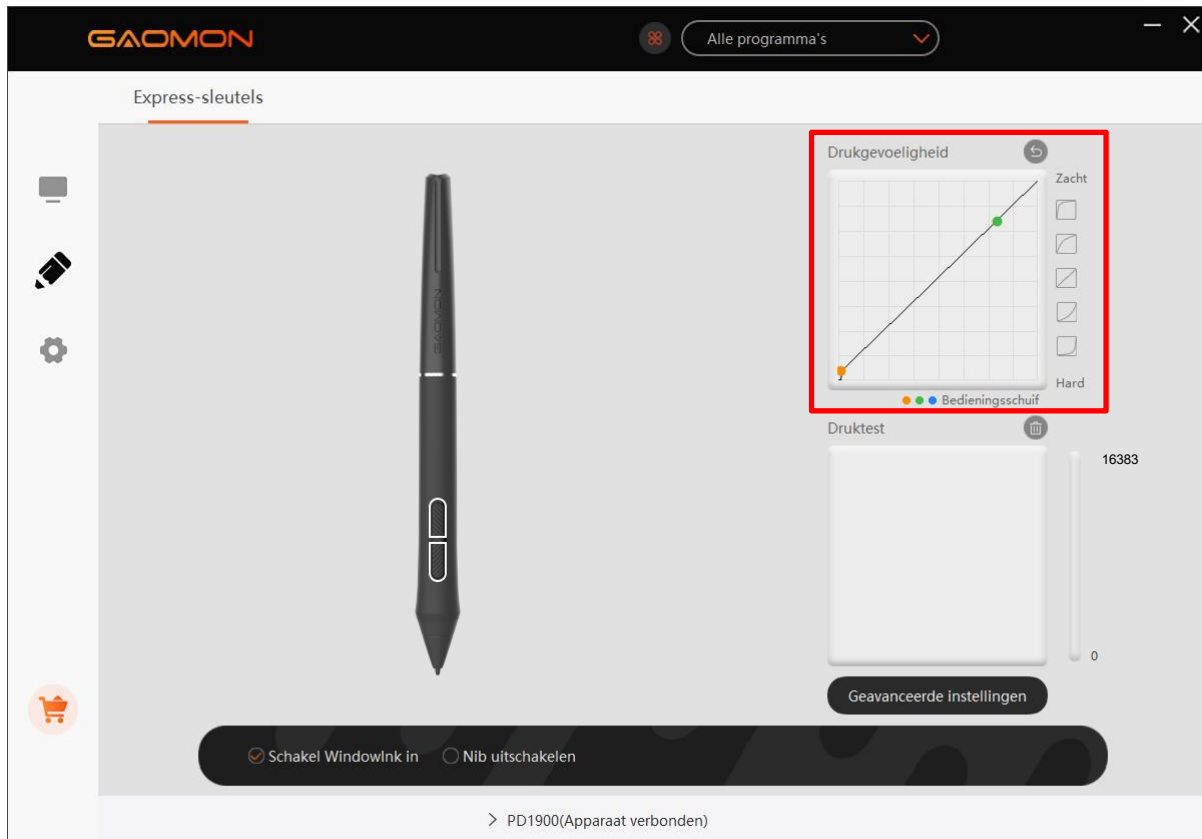 GAOMON
Alle programma's
Express-sleutels
Drukgevoeligheid
Zacht
Hard
Bedieningsschuif
GAOMON
Druktest
16383
0
Geavanceerde instellingen
Schakel WindowInk in
Nib uitschakelen
PD1900(Apparaat verbonden)